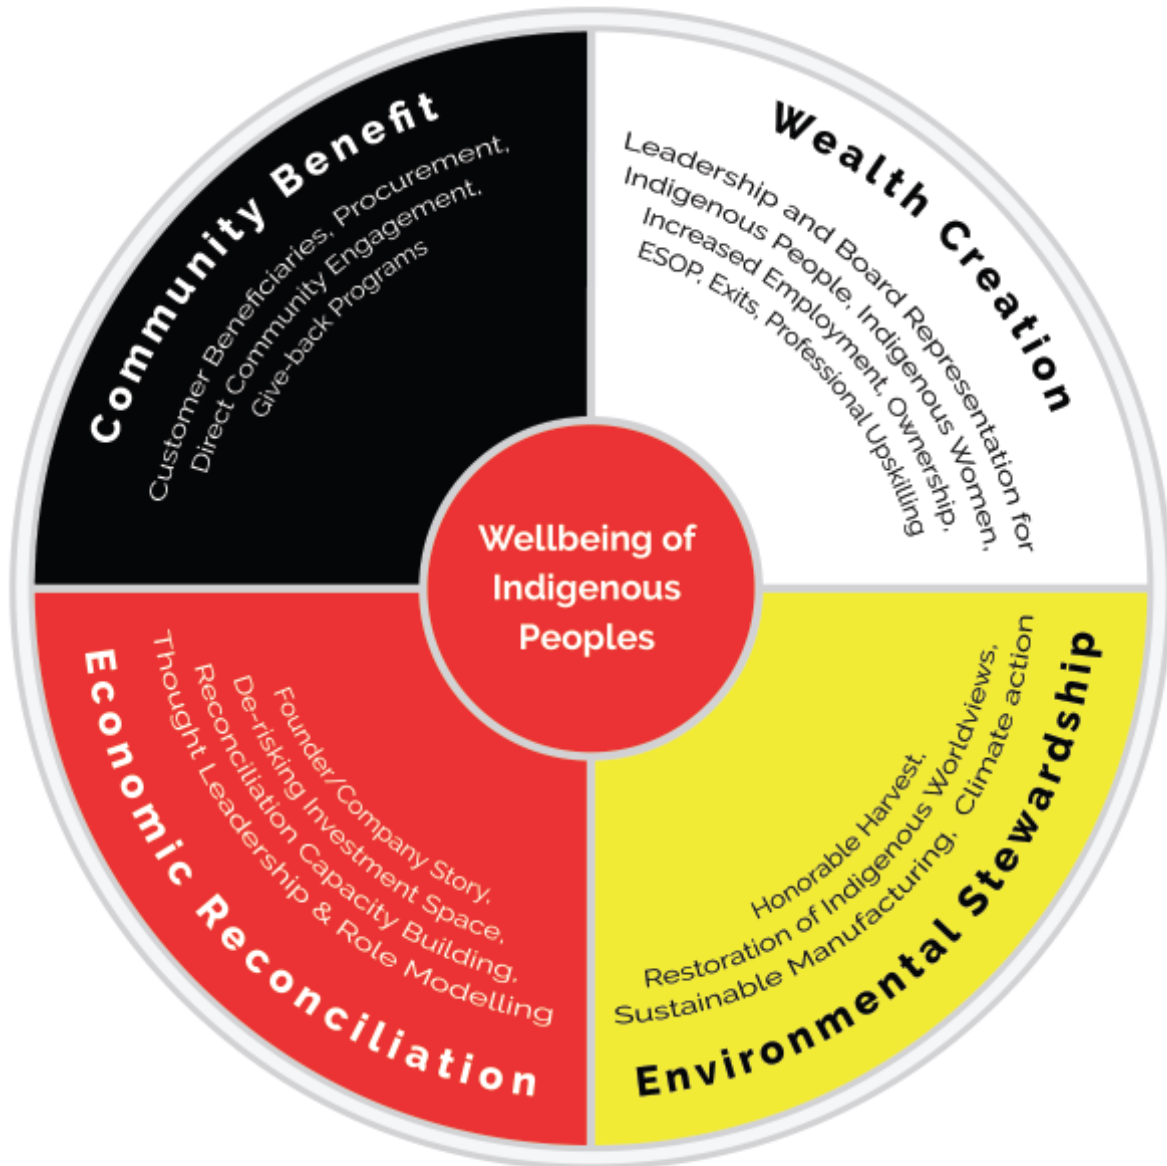 Community Benefit
Customer Beneficiaries, Procurement,
Direct Community Engagement,
Give-back Programs
Wealth Creation
Leadership and Board Representation for
Indigenous People, Indigenous Women,
Increased Employment, Ownership,
ESOP, Exits, Professional Upskilling
Wellbeing of
Indigenous
Peoples
Founder/Company Story,
De-risking Investment Space,
Reconciliation Capacity Building,
Thought Leadership & Role Modelling
Economic Reconciliation
Honorable Harvest,
Restoration of Indigenous Worldviews,
Sustainable Manufacturing, Climate action
Environmental Stewardship